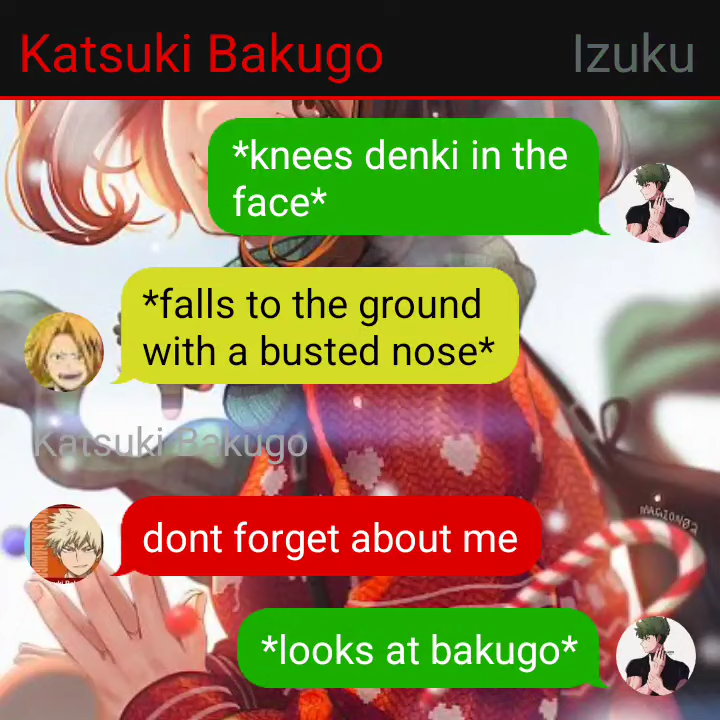 Katsuki Bakugo Izuku
*knees denki in the
face*
*falls to the ground
with a busted nose*
Katsuki Bakugo
dont forget about me
MAGION02
*looks at bakugo*